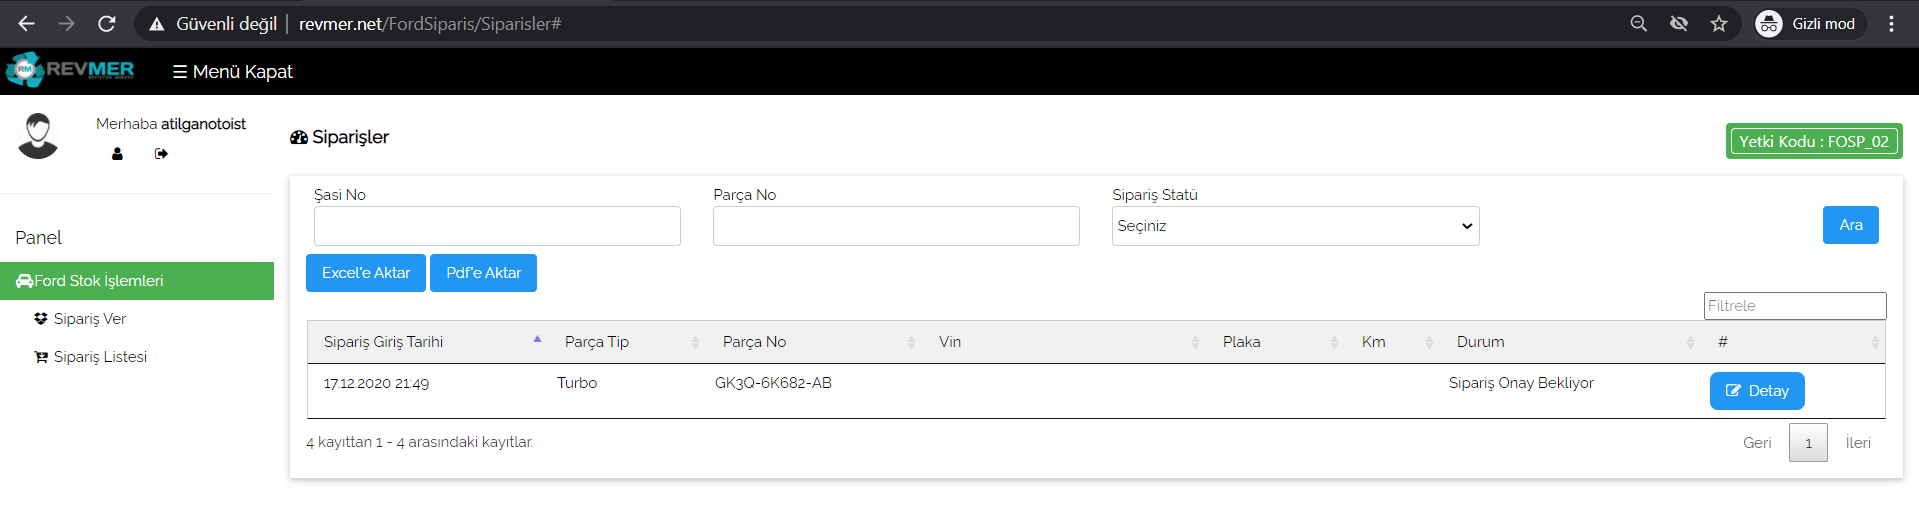 Güvenli değil | revmer.net/FordSiparis/Siparisler#
Gizli mod
RM REVMER
☰ Menü Kapat
Merhaba atilganotoist
Siparişler
Yetki Kodu : FOSP_02
Panel
Ford Stok İşlemleri
Sipariş Ver
Sipariş Listesi
Şasi No
Parça No
Sipariş Statü
Seçiniz
Ara
Excel'e Aktar
Pdf'e Aktar
Filtrele
Sipariş Giriş Tarihi
Parça Tip
Parça No
Vin
Plaka
Km
Durum
#
17.12.2020 21:49
Turbo
GK3Q-6K682-AB
Sipariş Onay Bekliyor
Detay
4 kayıttan 1 - 4 arasındaki kayıtlar.
Geri
1
İleri